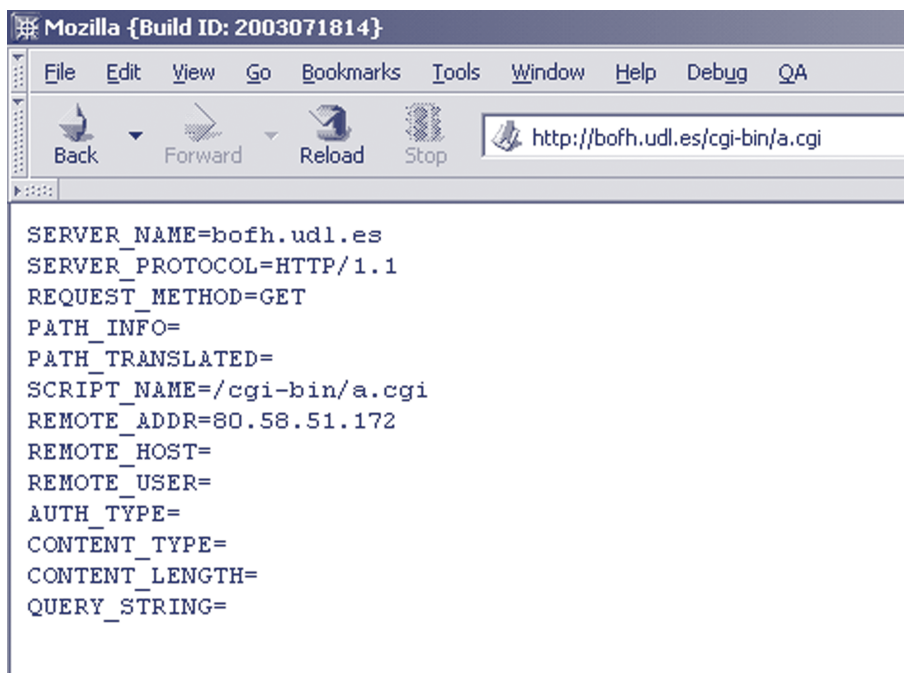 Mozilla {Build ID: 2003071814}
File Edit View Go Bookmarks Tools Window Help Debug QA
Back Forward Reload Stop http://bofh.udl.es/cgi-bin/a.cgi
SERVER_NAME=bofh.udl.es
SERVER_PROTOCOL=HTTP/1.1
REQUEST_METHOD=GET
PATH_INFO=
PATH_TRANSLATED=
SCRIPT_NAME=/cgi-bin/a.cgi
REMOTE_ADDR=80.58.51.172
REMOTE_HOST=
REMOTE_USER=
AUTH_TYPE=
CONTENT_TYPE=
CONTENT_LENGTH=
QUERY_STRING=